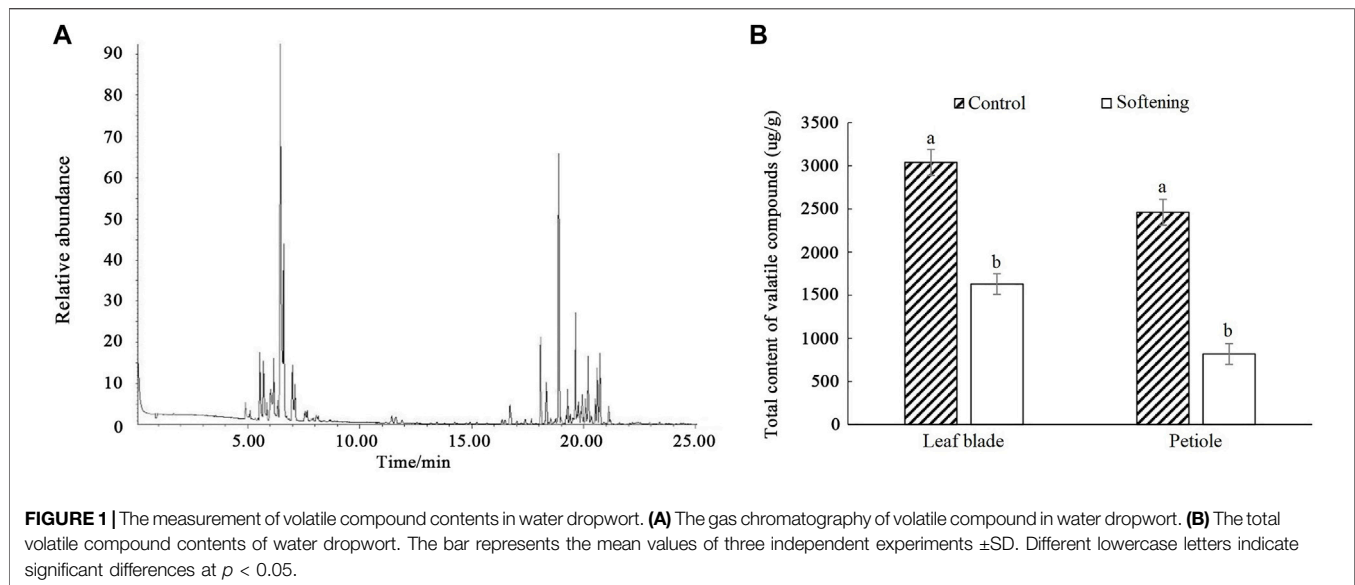 A
90
80
70
60
50
40
30
20
10
0
Relative abundance
5.00 10.00 15.00 20.00 25.00
Time/min
B
Control Softening
3500
3000
2500
2000
1500
1000
500
0
Total content of valatile compounds (ug/g)
a
b
a
b
Leaf blade Petiole
FIGURE 1 | The measurement of volatile compound contents in water dropwort. (A) The gas chromatography of volatile compound in water dropwort. (B) The total
volatile compound contents of water dropwort. The bar represents the mean values of three independent experiments ±SD. Different lowercase letters indicate
significant differences at p < 0.05.